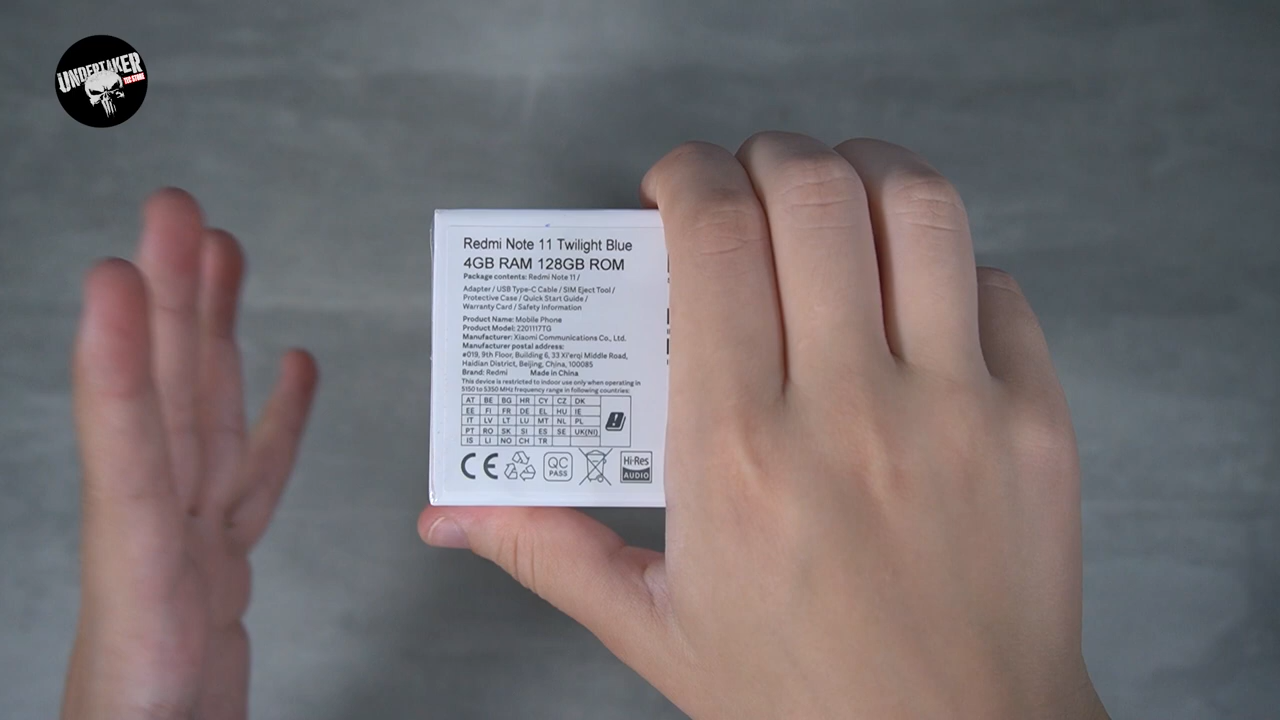 UNDERTAKER
TEC STORE
Redmi Note 11 Twilight Blue
4GB RAM 128GB ROM
Package contents: Redmi Note 11 /
Adapter / USB Type-C Cable / SIM Eject Tool /
Protective Case / Quick Start Guide /
Warranty Card / Safety Information
Product Name: Mobile Phone
Product Model: 2201117TG
Manufacturer: Xiaomi Communications Co., Ltd.
Manufacturer postal address:
#019, 9th Floor, Building 6, 33 Xi'erqi Middle Road,
Haidian District, Beijing, China, 100085
Brand: Redmi Made in China
This device is restricted to indoor use only when operating in
5150 to 5350 MHz frequency range in following countries:
AT BE BG HR CY CZ DK
EE FI FR DE EL HU IE
IT LV LT LU MT NL PL
PT RO SK SI ES SE UK(NI)
IS LI NO CH TR
CE
QC
PASS
Hi-Res
AUDIO